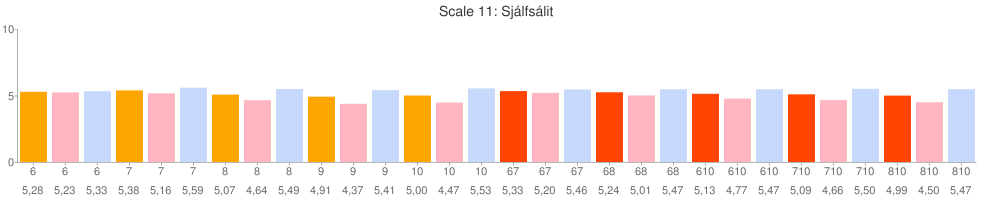 Scale 11: Sjálfsálit
10
5
0
6 6 6 7 7 7 8 8 8 9 9 9 10 10 10 67 67 67 68 68 68 610 610 610 710 710 710 810 810 810
5,28 5,23 5,33 5,38 5,16 5,59 5,07 4,64 5,49 4,91 4,37 5,41 5,00 4,47 5,53 5,33 5,20 5,46 5,24 5,01 5,47 5,13 4,77 5,47 5,09 4,66 5,50 4,99 4,50 5,47